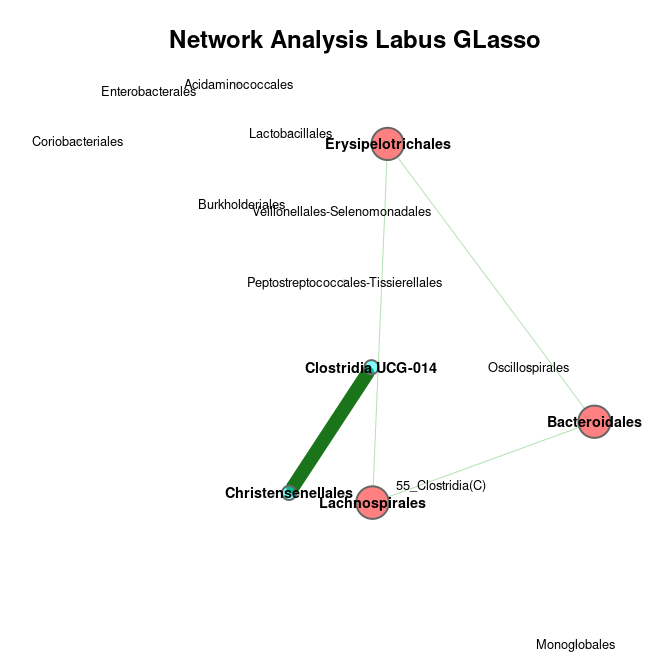 Network Analysis Labus GLasso
Acidaminococcales
Enterobacterales
Lactobacillales
Coriobacteriales
Erysipelotrichales
Burkholderiales
Veillonellales-Selenomonadales
Peptostreptococcales-Tissierellales
Clostridia UCG-014
Oscillospirales
Bacteroidales
55_Clostridia(C)
Christensenellales
Lachnospirales
Monoglobales